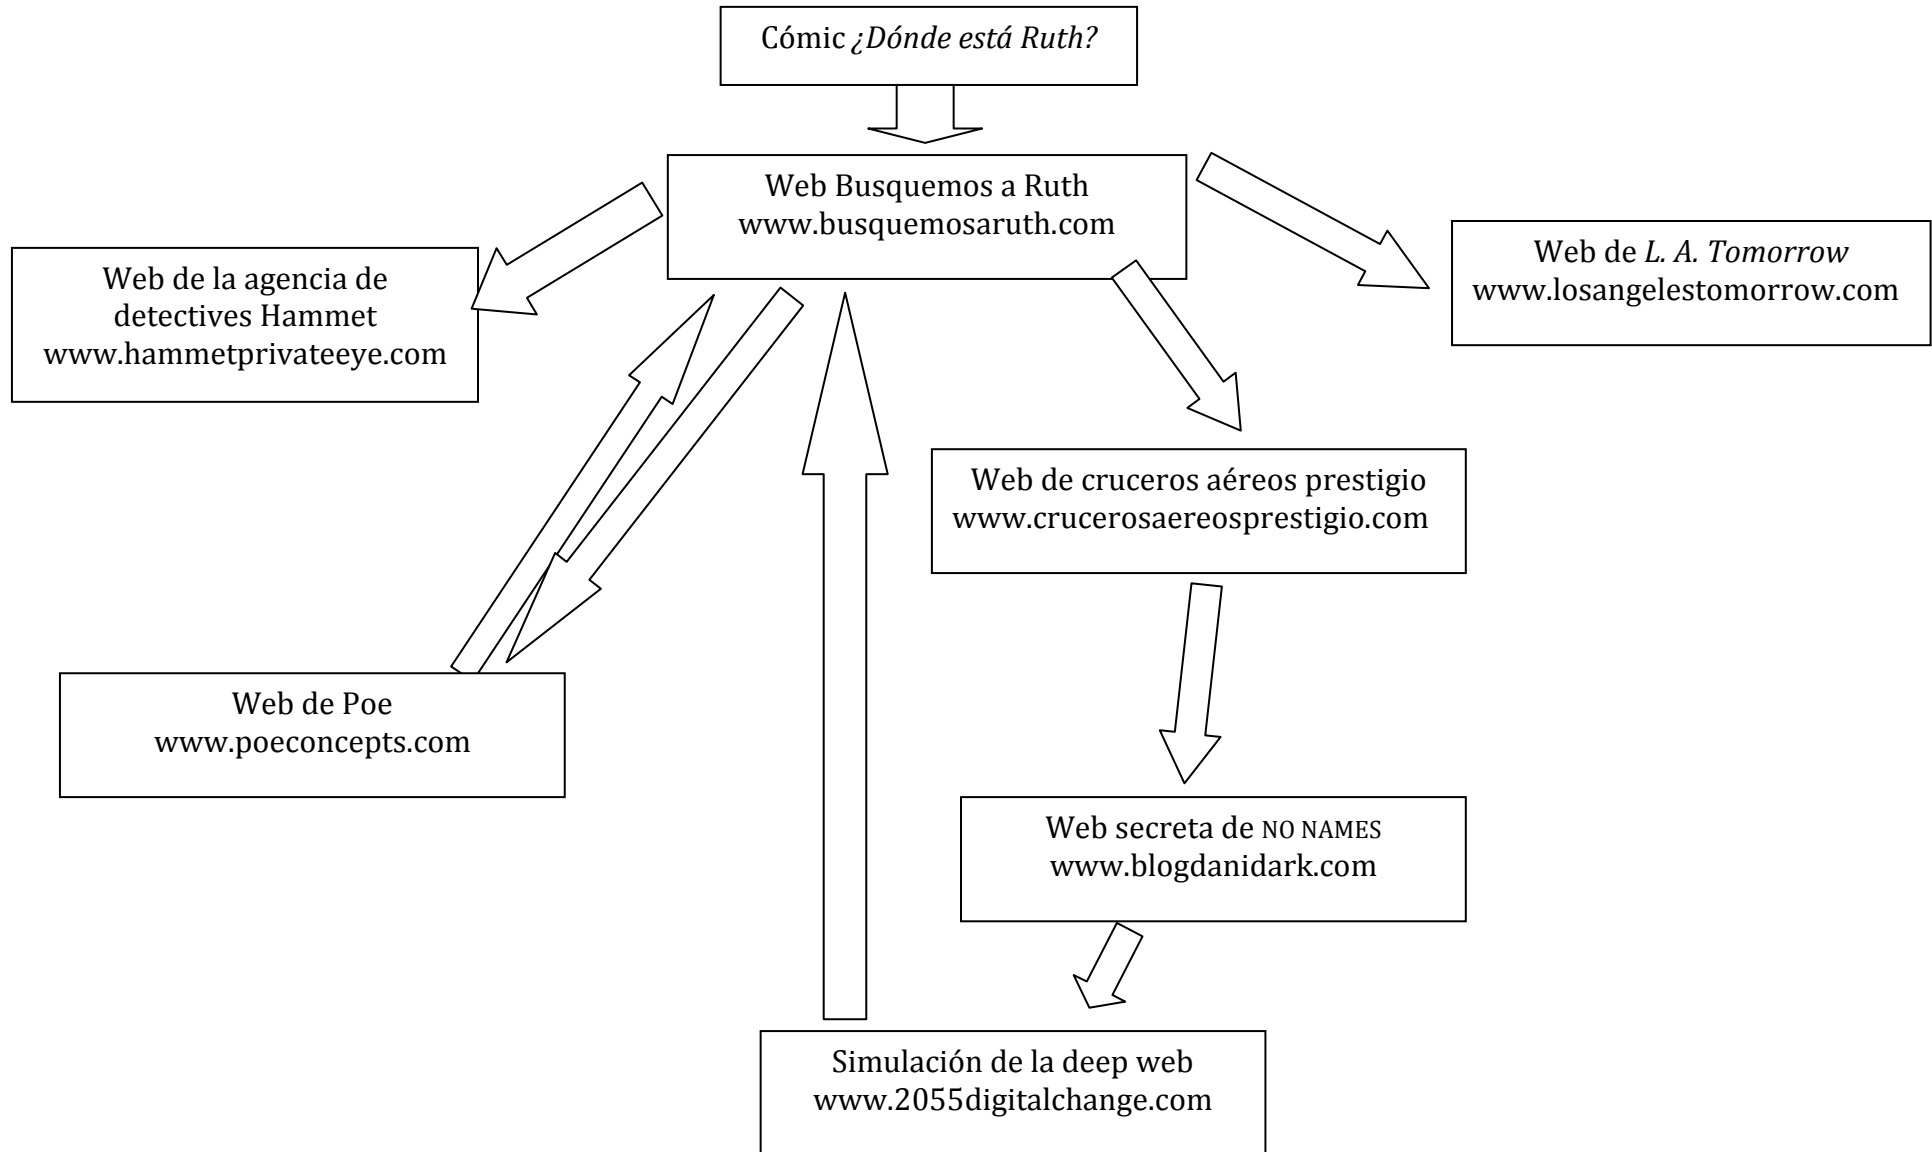 Cómic ¿Dónde está Ruth?
Web Busquemos a Ruth
www.busquemosaruth.com
Web de la agencia de
detectives Hammet
www.hammetprivateeye.com
Web de L. A. Tomorrow
www.losangelestomorrow.com
Web de cruceros aéreos prestigio
www.crucerosaereosprestigio.com
Web de Poe
www.poeconcepts.com
Web secreta de NO NAMES
www.blogdanidark.com
Simulación de la deep web
www.2055digitalchange.com